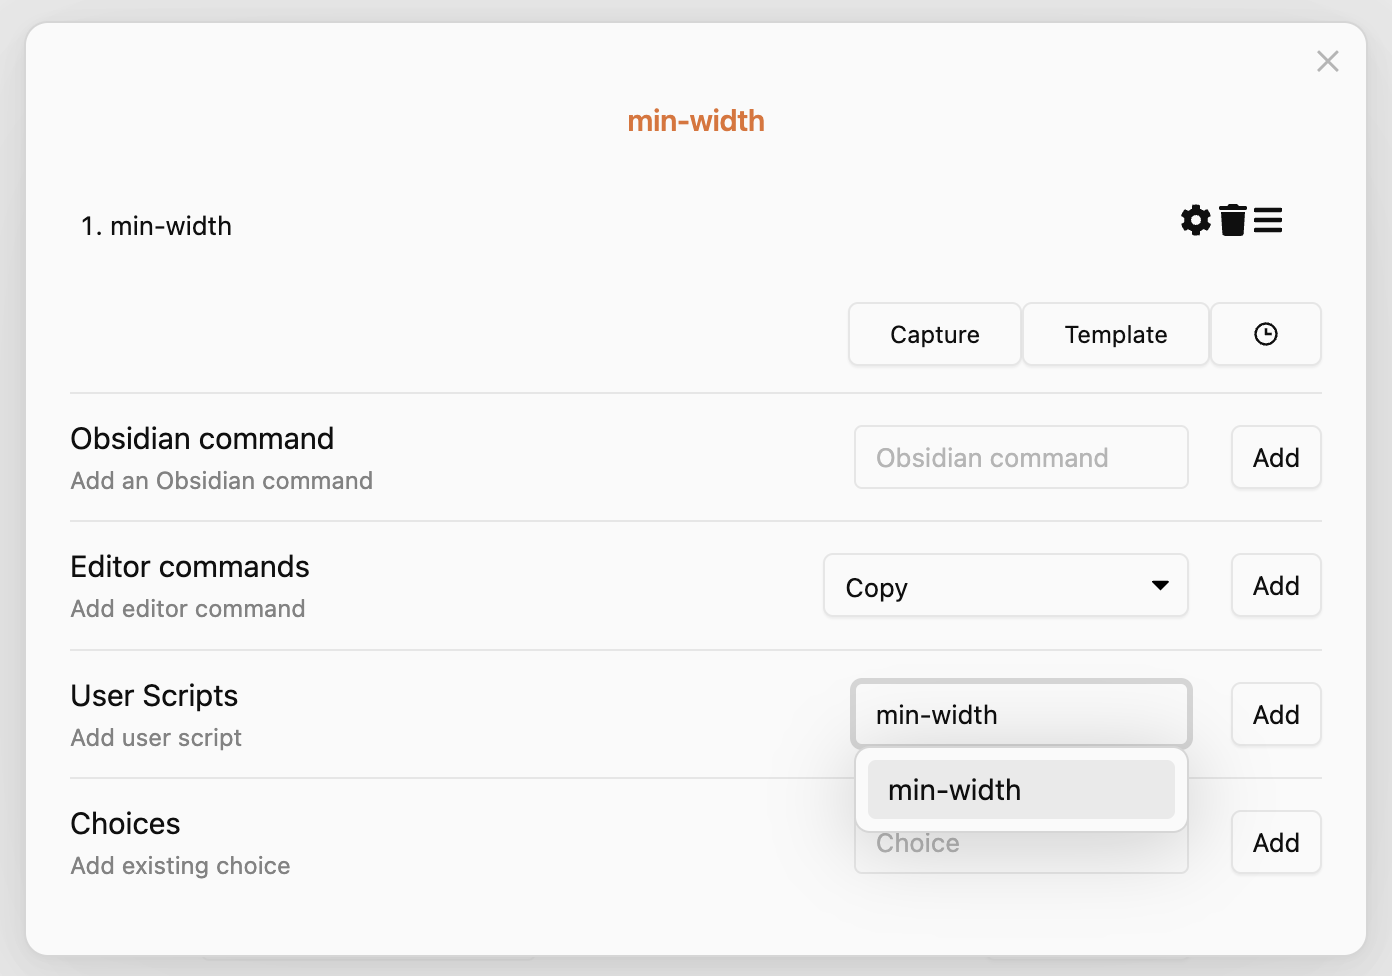 min-width
1. min-width
Capture
Template
Obsidian command
Add an Obsidian command
Obsidian command
Add
Editor commands
Add editor command
Copy
Add
User Scripts
Add user script
min-width
Add
min-width
Choices
Add existing choice
Choice
Add